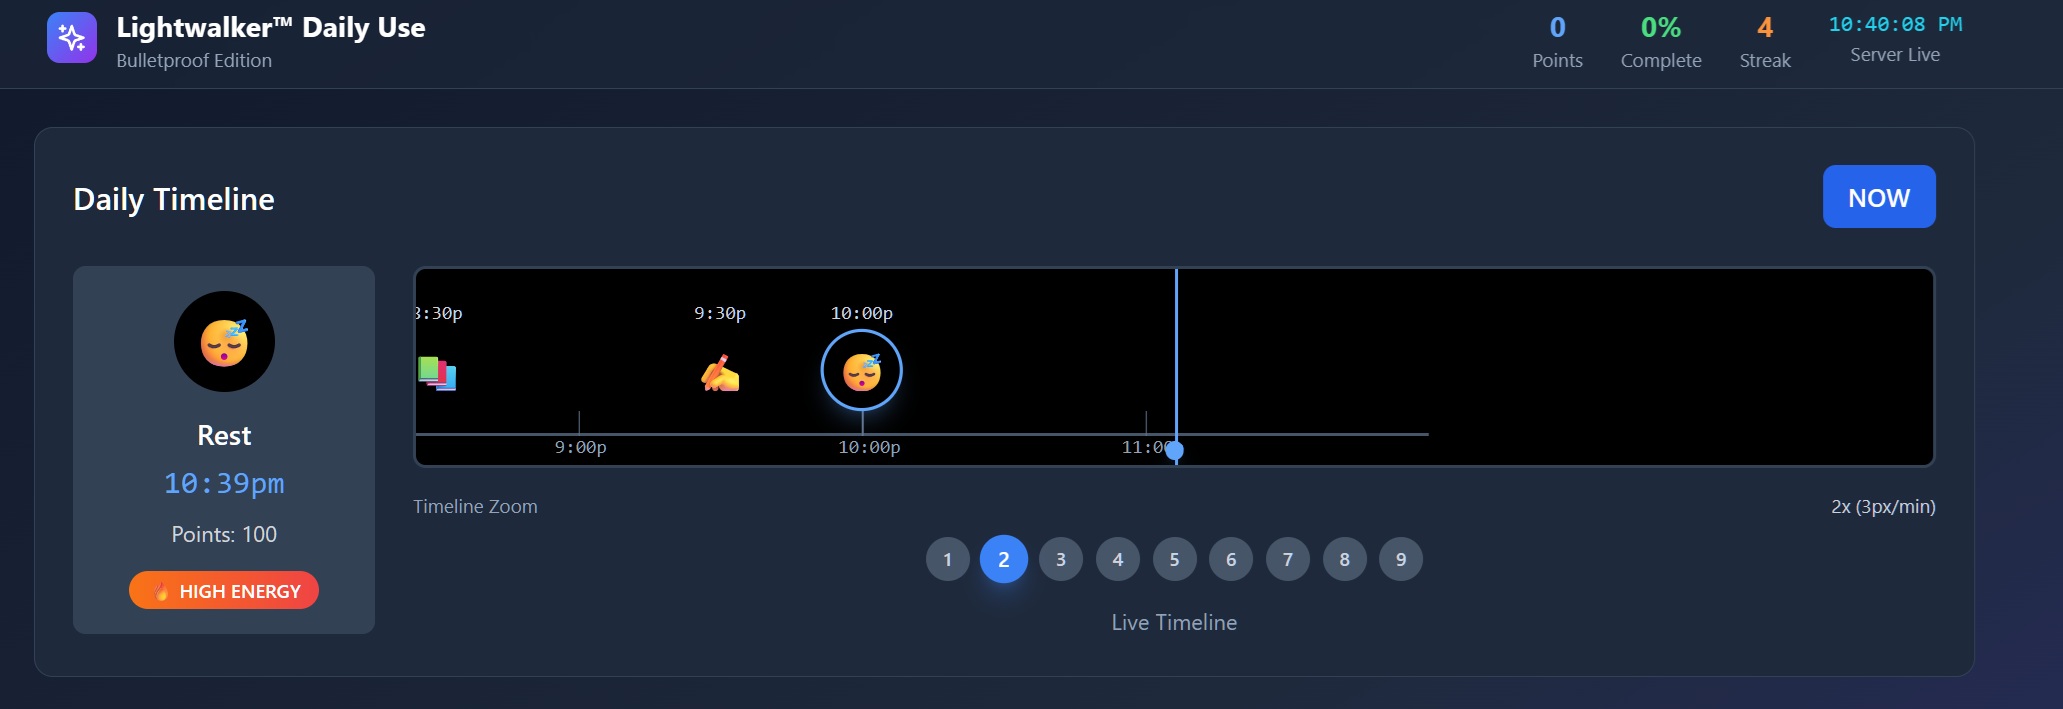 Lightwalker™ Daily Use
Bulletproof Edition
0
Points
0%
Complete
4
Streak
10:40:08 PM
Server Live
Daily Timeline
NOW
Rest
10:39pm
Points: 100
🔥 HIGH ENERGY
:30p
9:30p
10:00p
9:00p
10:00p
11:00
Timeline Zoom
2x (3px/min)
1 2 3 4 5 6 7 8 9
Live Timeline